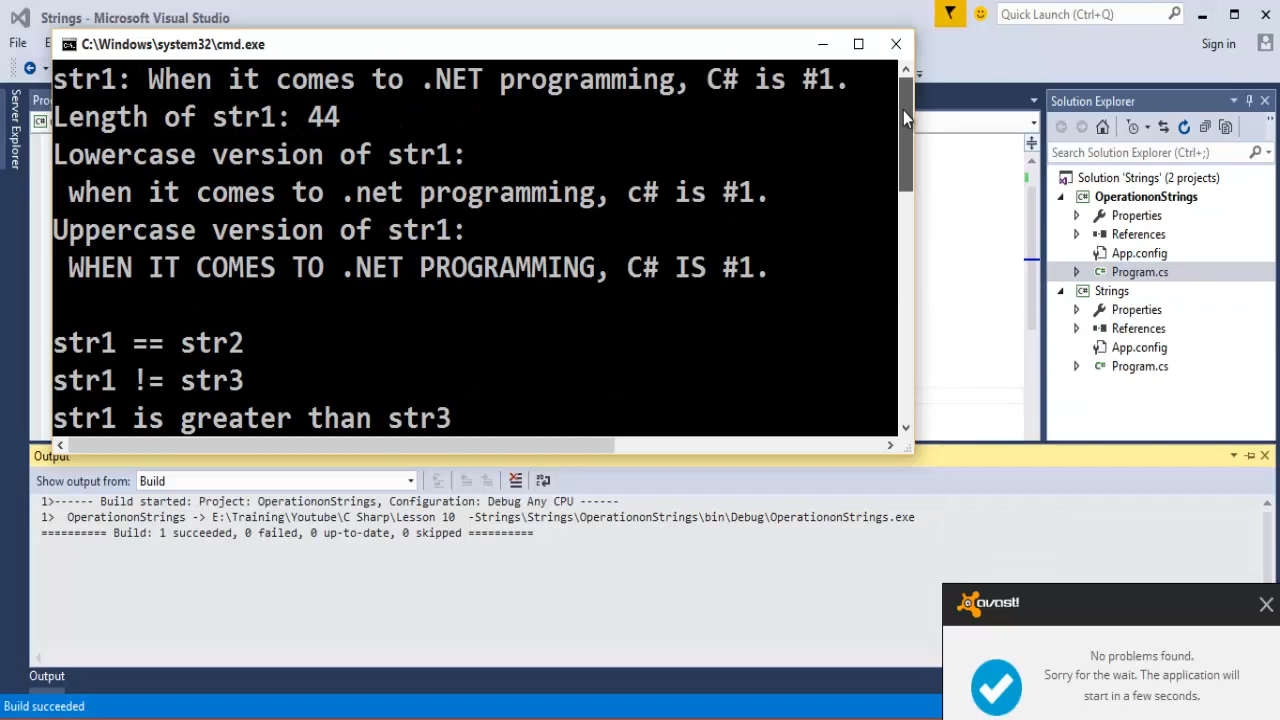 Strings - Microsoft Visual Studio
Quick Launch (Ctrl+Q)
File
Sign in
C:\Windows\system32\cmd.exe
str1: When it comes to .NET programming, C# is #1.
Length of str1: 44
Lowercase version of str1:
when it comes to .net programming, c# is #1.
Uppercase version of str1:
WHEN IT COMES TO .NET PROGRAMMING, C# IS #1.
str1 == str2
str1 != str3
str1 is greater than str3
Server Explorer
Solution Explorer
Search Solution Explorer (Ctrl+;)
Solution 'Strings' (2 projects)
OperationonStrings
Properties
References
App.config
Program.cs
Strings
Properties
References
App.config
Program.cs
Output
Show output from: Build
1>------ Build started: Project: OperationonStrings, Configuration: Debug Any CPU ------
1> OperationonStrings -> E:\Training\Youtube\C Sharp\Lesson 10 -Strings\Strings\OperationonStrings\bin\Debug\OperationonStrings.exe
========== Build: 1 succeeded, 0 failed, 0 up-to-date, 0 skipped ==========
avast!
No problems found.
Sorry for the wait. The application will
start in a few seconds.
Output
Build succeeded